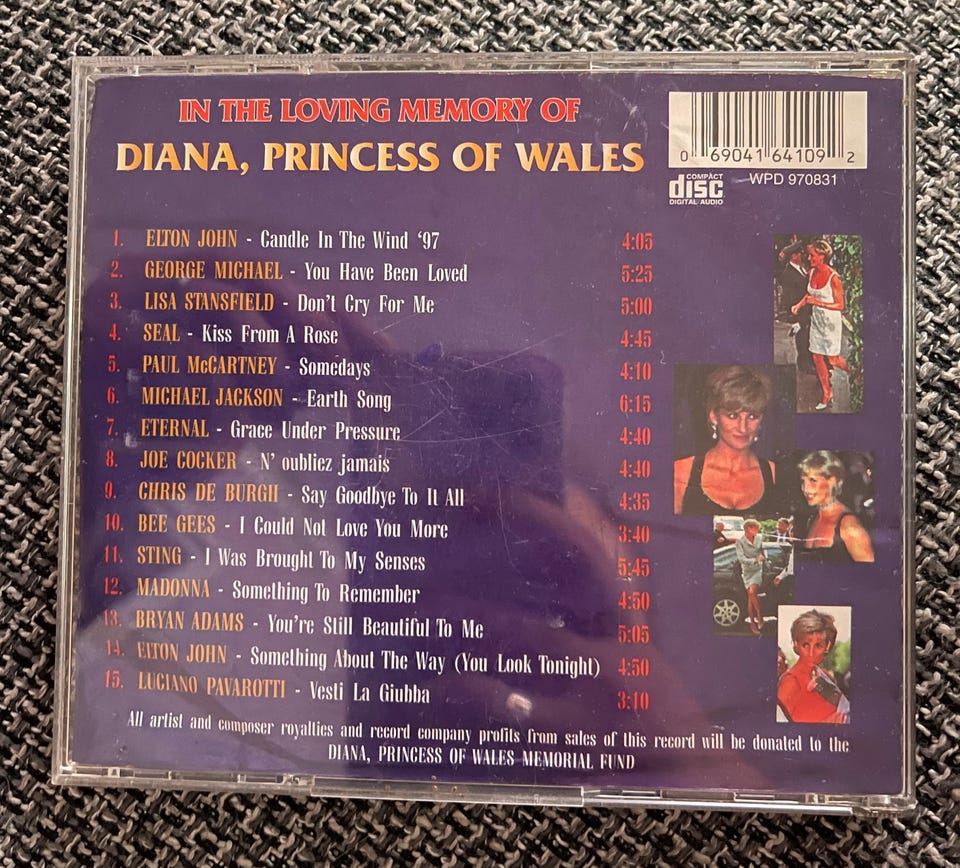 IN THE LOVING MEMORY OF
DIANA, PRINCESS OF WALES
0 69041 64109 2
COMPACT disc DIGITAL AUDIO
WPD 970831
1. ELTON JOHN - Candle In The Wind ‘97 4:05
2. GEORGE MICHAEL - You Have Been Loved 5:25
3. LISA STANSFIELD - Don't Cry For Me 5:00
4. SEAL - Kiss From A Rose 4:45
5. PAUL McCARTNEY - Somedays 4:10
6. MICHAEL JACKSON - Earth Song 6:15
7. ETERNAL - Grace Under Pressure 4:40
8. JOE COCKER - N' oubliez jamais 4:40
9. CHRIS DE BURGH - Say Goodbye To It All 4:35
10. BEE GEES - I Could Not Love You More 3:40
11. STING - I Was Brought To My Senses 5:45
12. MADONNA - Something To Remember 4:50
13. BRYAN ADAMS - You're Still Beautiful To Me 5:05
14. ELTON JOHN - Something About The Way (You Look Tonight) 4:50
15. LUCIANO PAVAROTTI - Vesti La Giubba 3:10
All artist and composer royalties and record company profits from sales of this record will be donated to the
DIANA, PRINCESS OF WALES MEMORIAL FUND